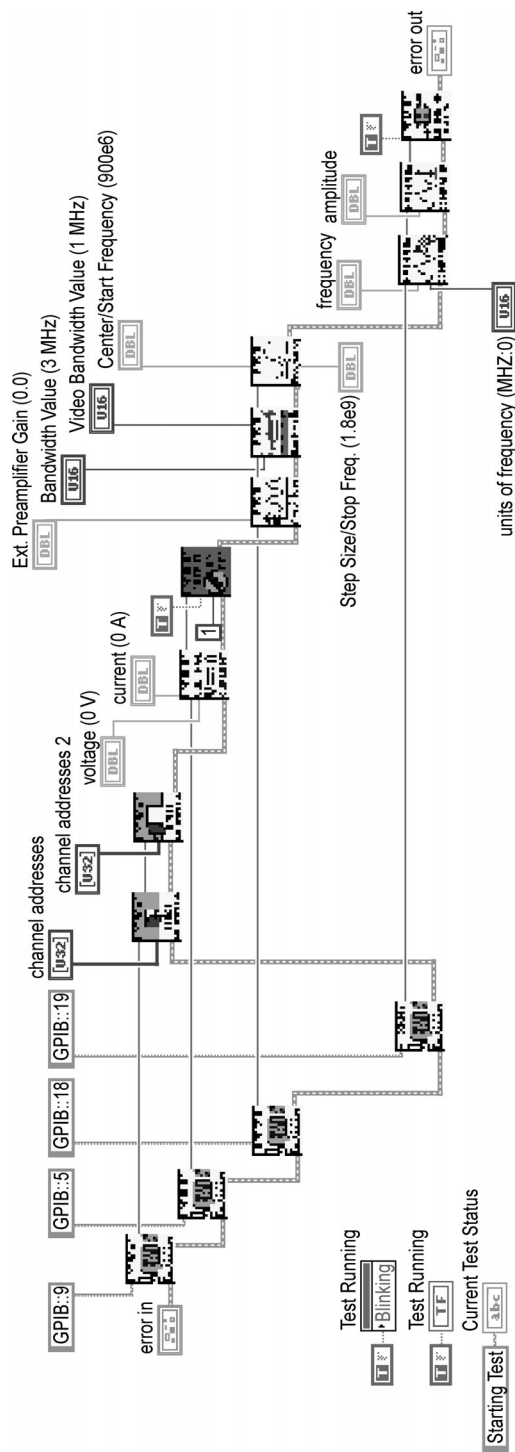 GPIB::9
GPIB::5
GPIB::18
GPIB::19
error in
channel addresses
[U32]
channel addresses 2
[U32]
voltage (0 V)
DBL
current (0 A)
DBL
T
1
Ext. Preamplifier Gain (0.0)
DBL
Bandwidth Value (3 MHz)
U16
Video Bandwidth Value (1 MHz)
U16
Center/Start Frequency (900e6)
DBL
Step Size/Stop Freq. (1.8e9)
DBL
frequency
DBL
amplitude
DBL
T
units of frequency (MHZ:0)
U16
error out
Test Running
T
Blinking
Test Running
T
TF
Current Test Status
Starting Test
abc